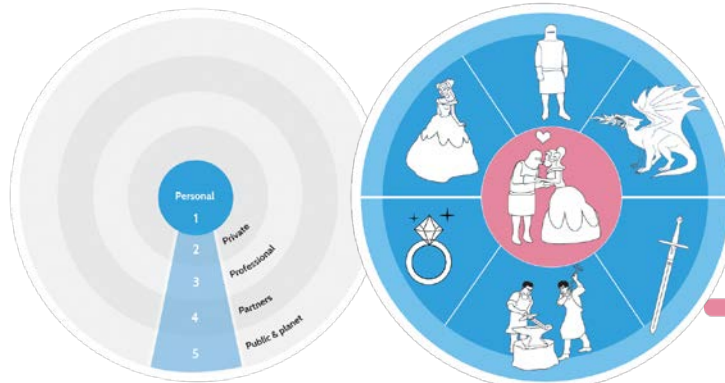 Personal
1
2
Private
3
Professional
4
Partners
5
Public & planet